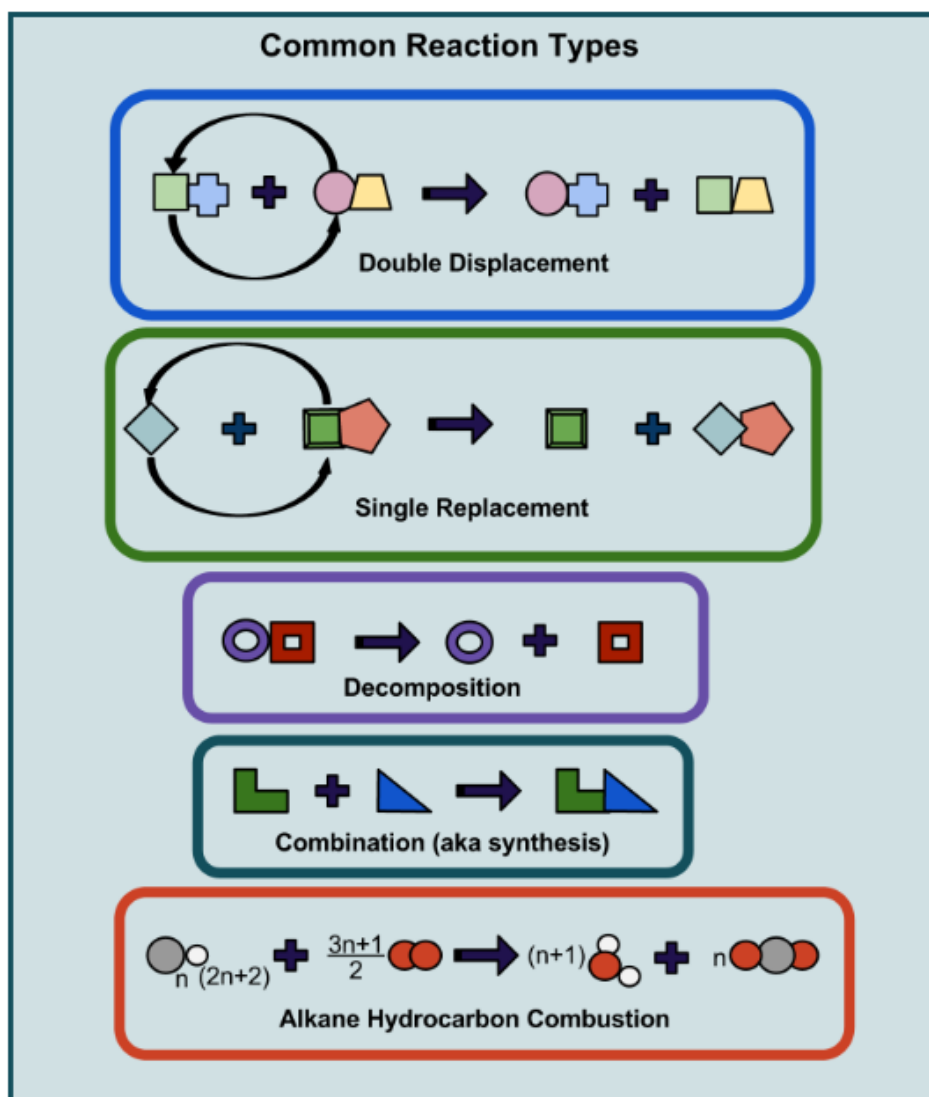 Common Reaction Types
Double Displacement
Single Replacement
Decomposition
Combination (aka synthesis)
n (2n+2) 3n+1/2 (n+1) n
Alkane Hydrocarbon Combustion